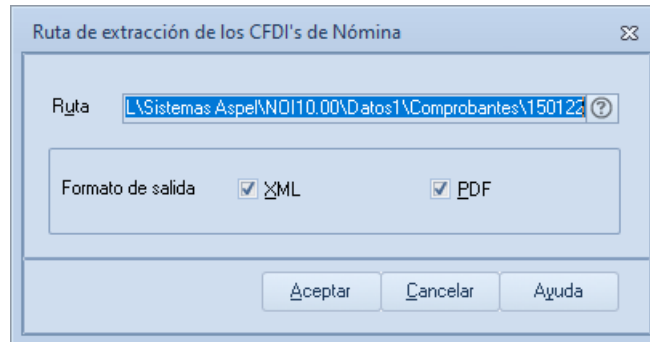 Ruta de extracción de los CFDI's de Nómina
Ruta L\Sistemas Aspel\NOI10.00\Datos1\Comprobantes\150122
Formato de salida XML PDF
Aceptar Cancelar Ayuda